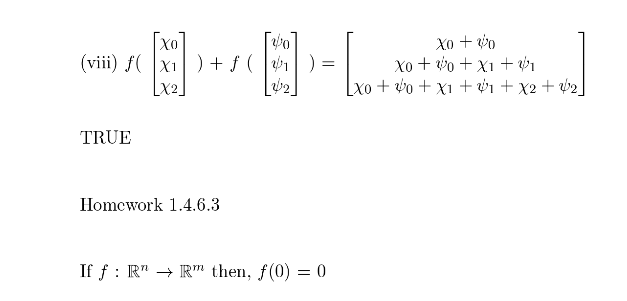 (viii) f( [χ0 χ1 χ2] ) + f ( [ψ0 ψ1 ψ2] ) = [χ0 + ψ0 χ0 + ψ0 + χ1 + ψ1 χ0 + ψ0 + χ1 + ψ1 + χ2 + ψ2]
TRUE
Homework 1.4.6.3
If f : ℝⁿ → ℝᵐ then, f(0) = 0